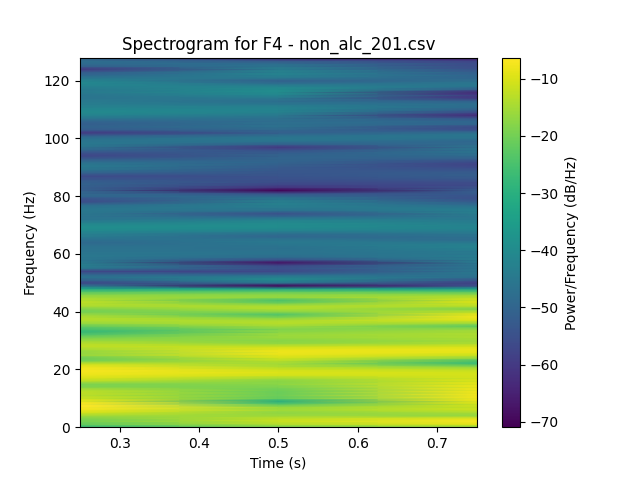 Spectrogram for F4 - non_alc_201.csv
120
100
80
60
40
20
0
Frequency (Hz)
0.3 0.4 0.5 0.6 0.7
Time (s)
−10
−20
−30
−40
−50
−60
−70
Power/Frequency (dB/Hz)